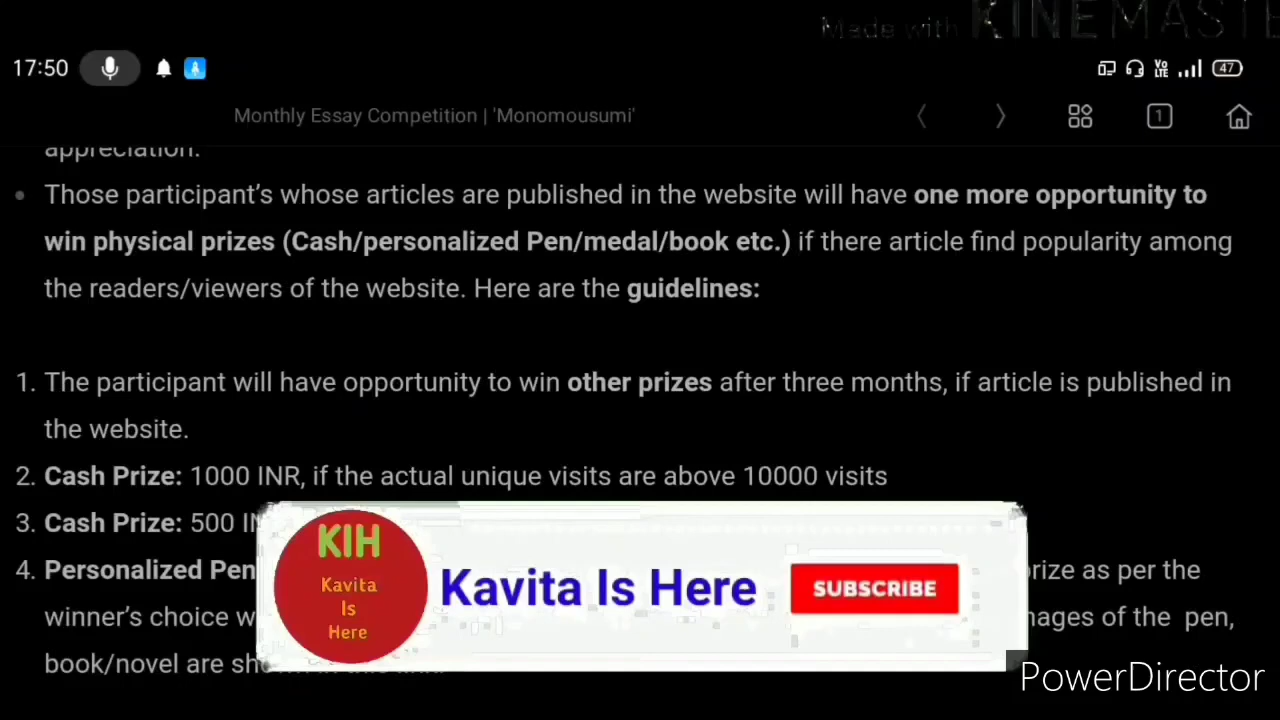 Made with KINEMASTE
17:50
47
Monthly Essay Competition | 'Monomousumi'
1
appreciation.
• Those participant's whose articles are published in the website will have one more opportunity to
win physical prizes (Cash/personalized Pen/medal/book etc.) if there article find popularity among
the readers/viewers of the website. Here are the guidelines:
1. The participant will have opportunity to win other prizes after three months, if article is published in
the website.
2. Cash Prize: 1000 INR, if the actual unique visits are above 10000 visits
3. Cash Prize: 500
4. Personalized Pen as per the
winner's choice of the pen,
book/novel are
KIH
Kavita
Is
Here
Kavita Is Here
SUBSCRIBE
PowerDirector